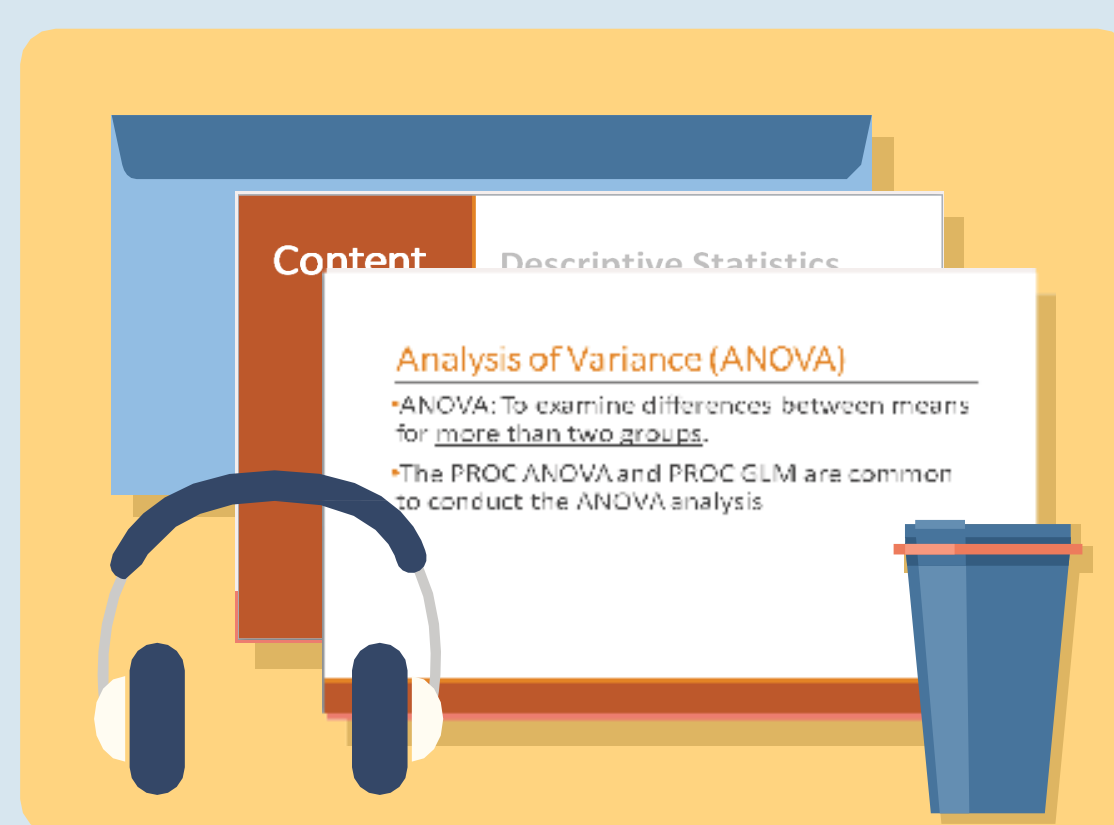 Content
Descriptive Statistics
Analysis of Variance (ANOVA)
•ANOVA: To examine differences between means
for more than two groups.
•The PROC ANOVA and PROC GLM are common
to conduct the ANOVA analysis